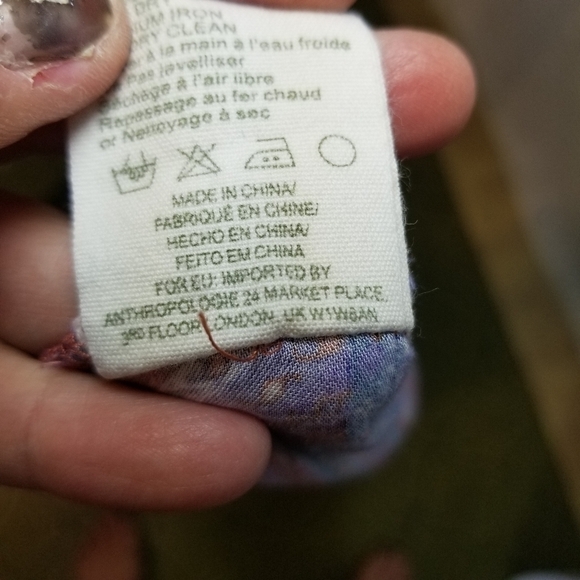 UM IRON
RY CLEAN
à la main à l'eau froide
Pas
Séchage à l'air libre
Repassage au fer chaud
or Nettoyage à sec
MADE IN CHINA/
FABRIQUÉ EN CHINE/
HECHO EN CHINA/
FEITO EM CHINA
FOR EU: IMPORTED BY
ANTHROPOLOGIE 24 MARKET PLACE,
3RD FLOOR LONDON, UK W1W8AN